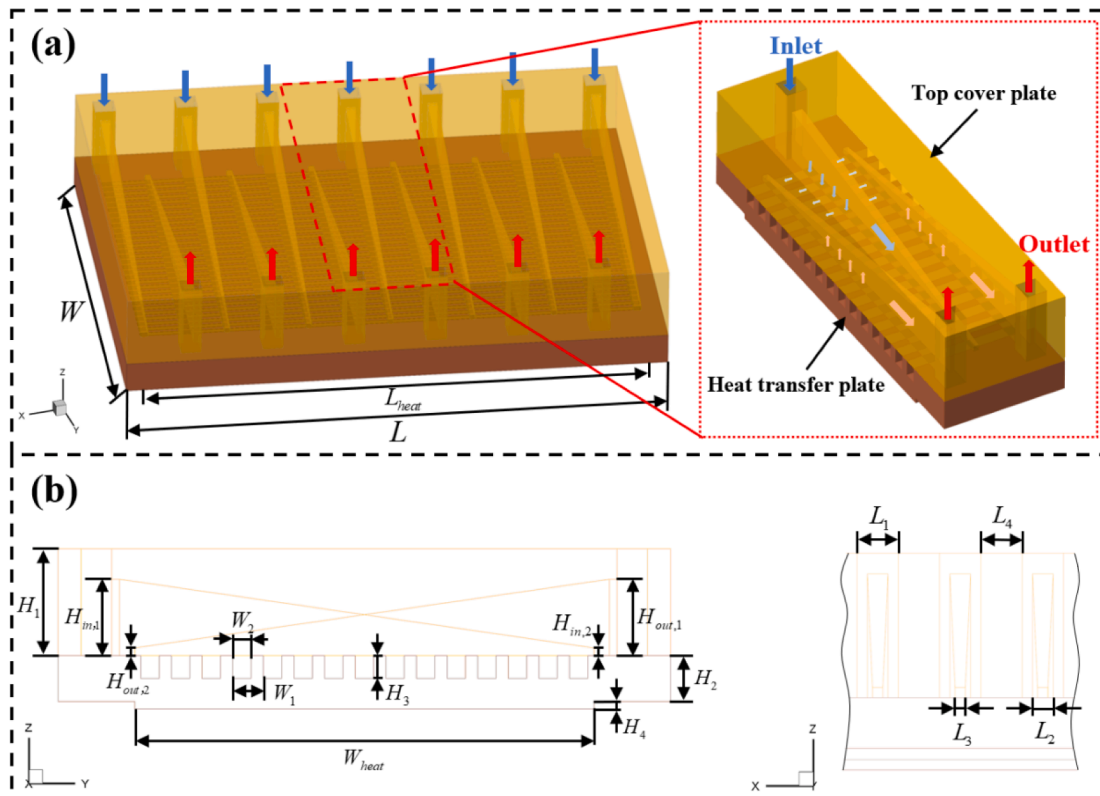 (a)
Inlet
Top cover plate
Outlet
Heat transfer plate
W
L_heat
L
Z
X
Y
(b)
L_1
L_4
H_1
H_in,1
W_2
H_in,2
H_out,1
H_out,2
W_1
H_3
H_2
H_4
W_heat
L_3
L_2
Z
X
Y
Z
X
Y